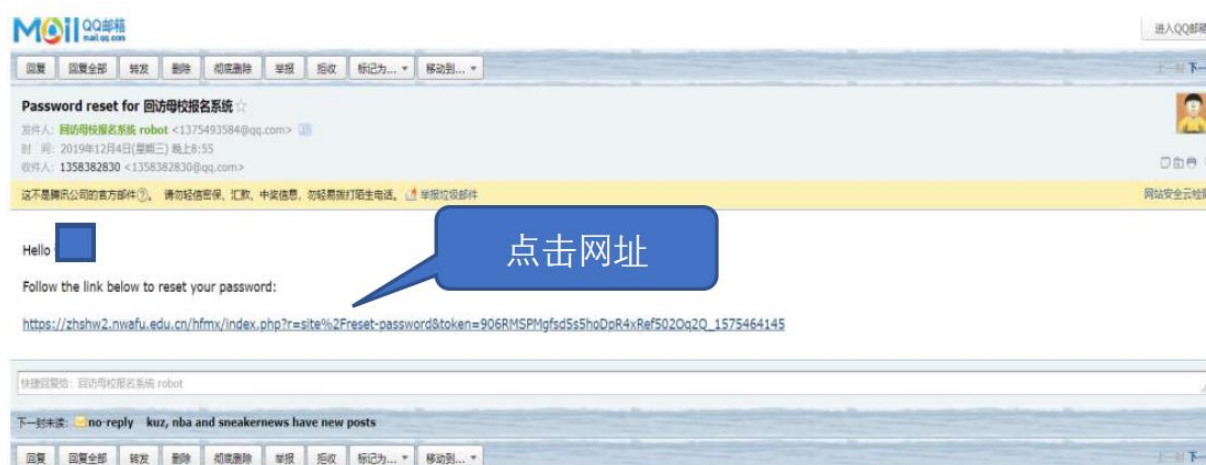 MOil QQ邮箱
mail.qq.com
进入QQ邮箱
回复 回复全部 转发 删除 彻底删除 举报 拒收 标记为... 移动到...
上一封 下一
Password reset for 回访母校报名系统
发件人: 回访母校报名系统 robot <1375493584@qq.com>
时 间: 2019年12月4日(星期三) 晚上8:55
收件人: 1358382830 <1358382830@qq.com>
这不是腾讯公司的官方邮件。 请勿轻信密保、汇款、中奖信息,勿轻易拨打陌生电话。 举报垃圾邮件
网站安全云检测
Hello
点击网址
Follow the link below to reset your password:
https://zhshw2.nwafu.edu.cn/hfmx/index.php?r=site%2Freset-password&token=906RMSPMgfsd5s5hoDpR4xRef502Oq2Q_1575464145
快捷回复给: 回访母校报名系统 robot
下一封未读: no-reply kuz, nba and sneakernews have new posts
回复 回复全部 转发 删除 彻底删除 举报 拒收 标记为... 移动到...
上一封 下一